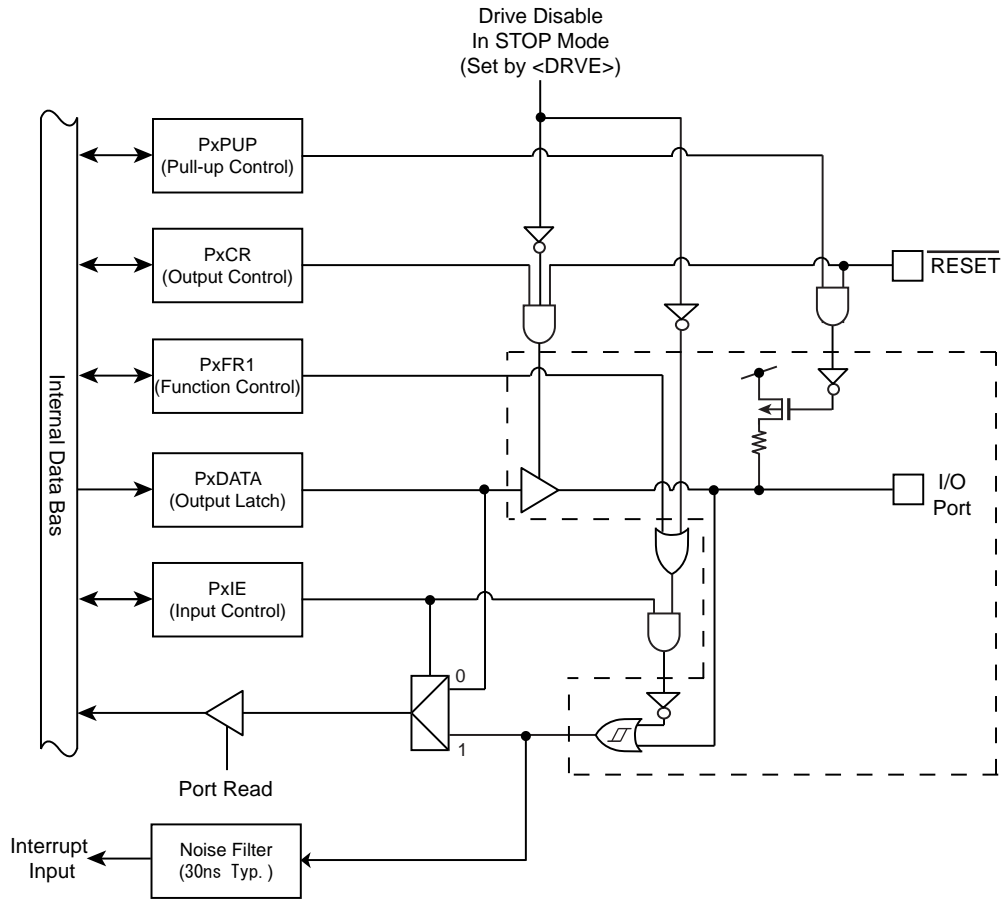 Drive Disable
In STOP Mode
(Set by <DRVE>)
PxPUP
(Pull-up Control)
PxCR
(Output Control)
RESET
PxFR1
(Function Control)
Internal Data Bas
PxDATA
(Output Latch)
I/O
Port
PxIE
(Input Control)
0
1
Port Read
Interrupt
Input
Noise Filter
(30ns Typ.)